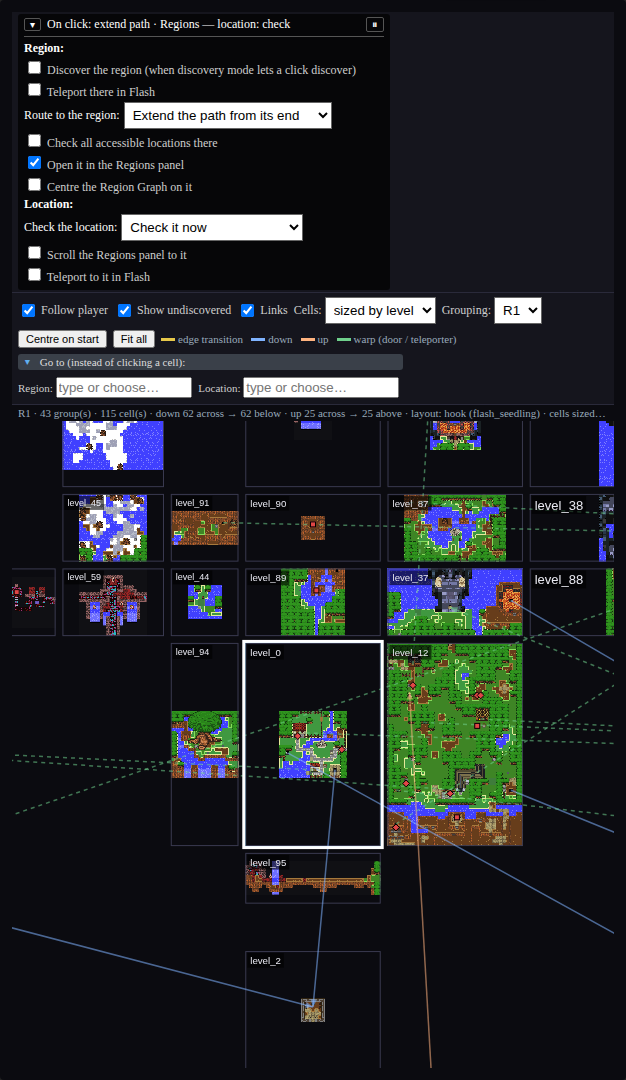 ▾ On click: extend path · Regions — location: check
Region:
Discover the region (when discovery mode lets a click discover)
Teleport there in Flash
Route to the region: Extend the path from its end
Check all accessible locations there
Open it in the Regions panel
Centre the Region Graph on it
Location:
Check the location: Check it now
Scroll the Regions panel to it
Teleport to it in Flash
Follow player Show undiscovered Links Cells: sized by level Grouping: R1
Centre on start Fit all edge transition down up warp (door / teleporter)
▾ Go to (instead of clicking a cell):
Region: type or choose… Location: type or choose…
R1 · 43 group(s) · 115 cell(s) · down 62 across → 62 below · up 25 across → 25 above · layout: hook (flash_seedling) · cells sized…
level_45 level_91 level_90 level_87 level_38
level_59 level_44 level_89 level_37 level_88
level_94 level_0 level_12
level_95
level_2